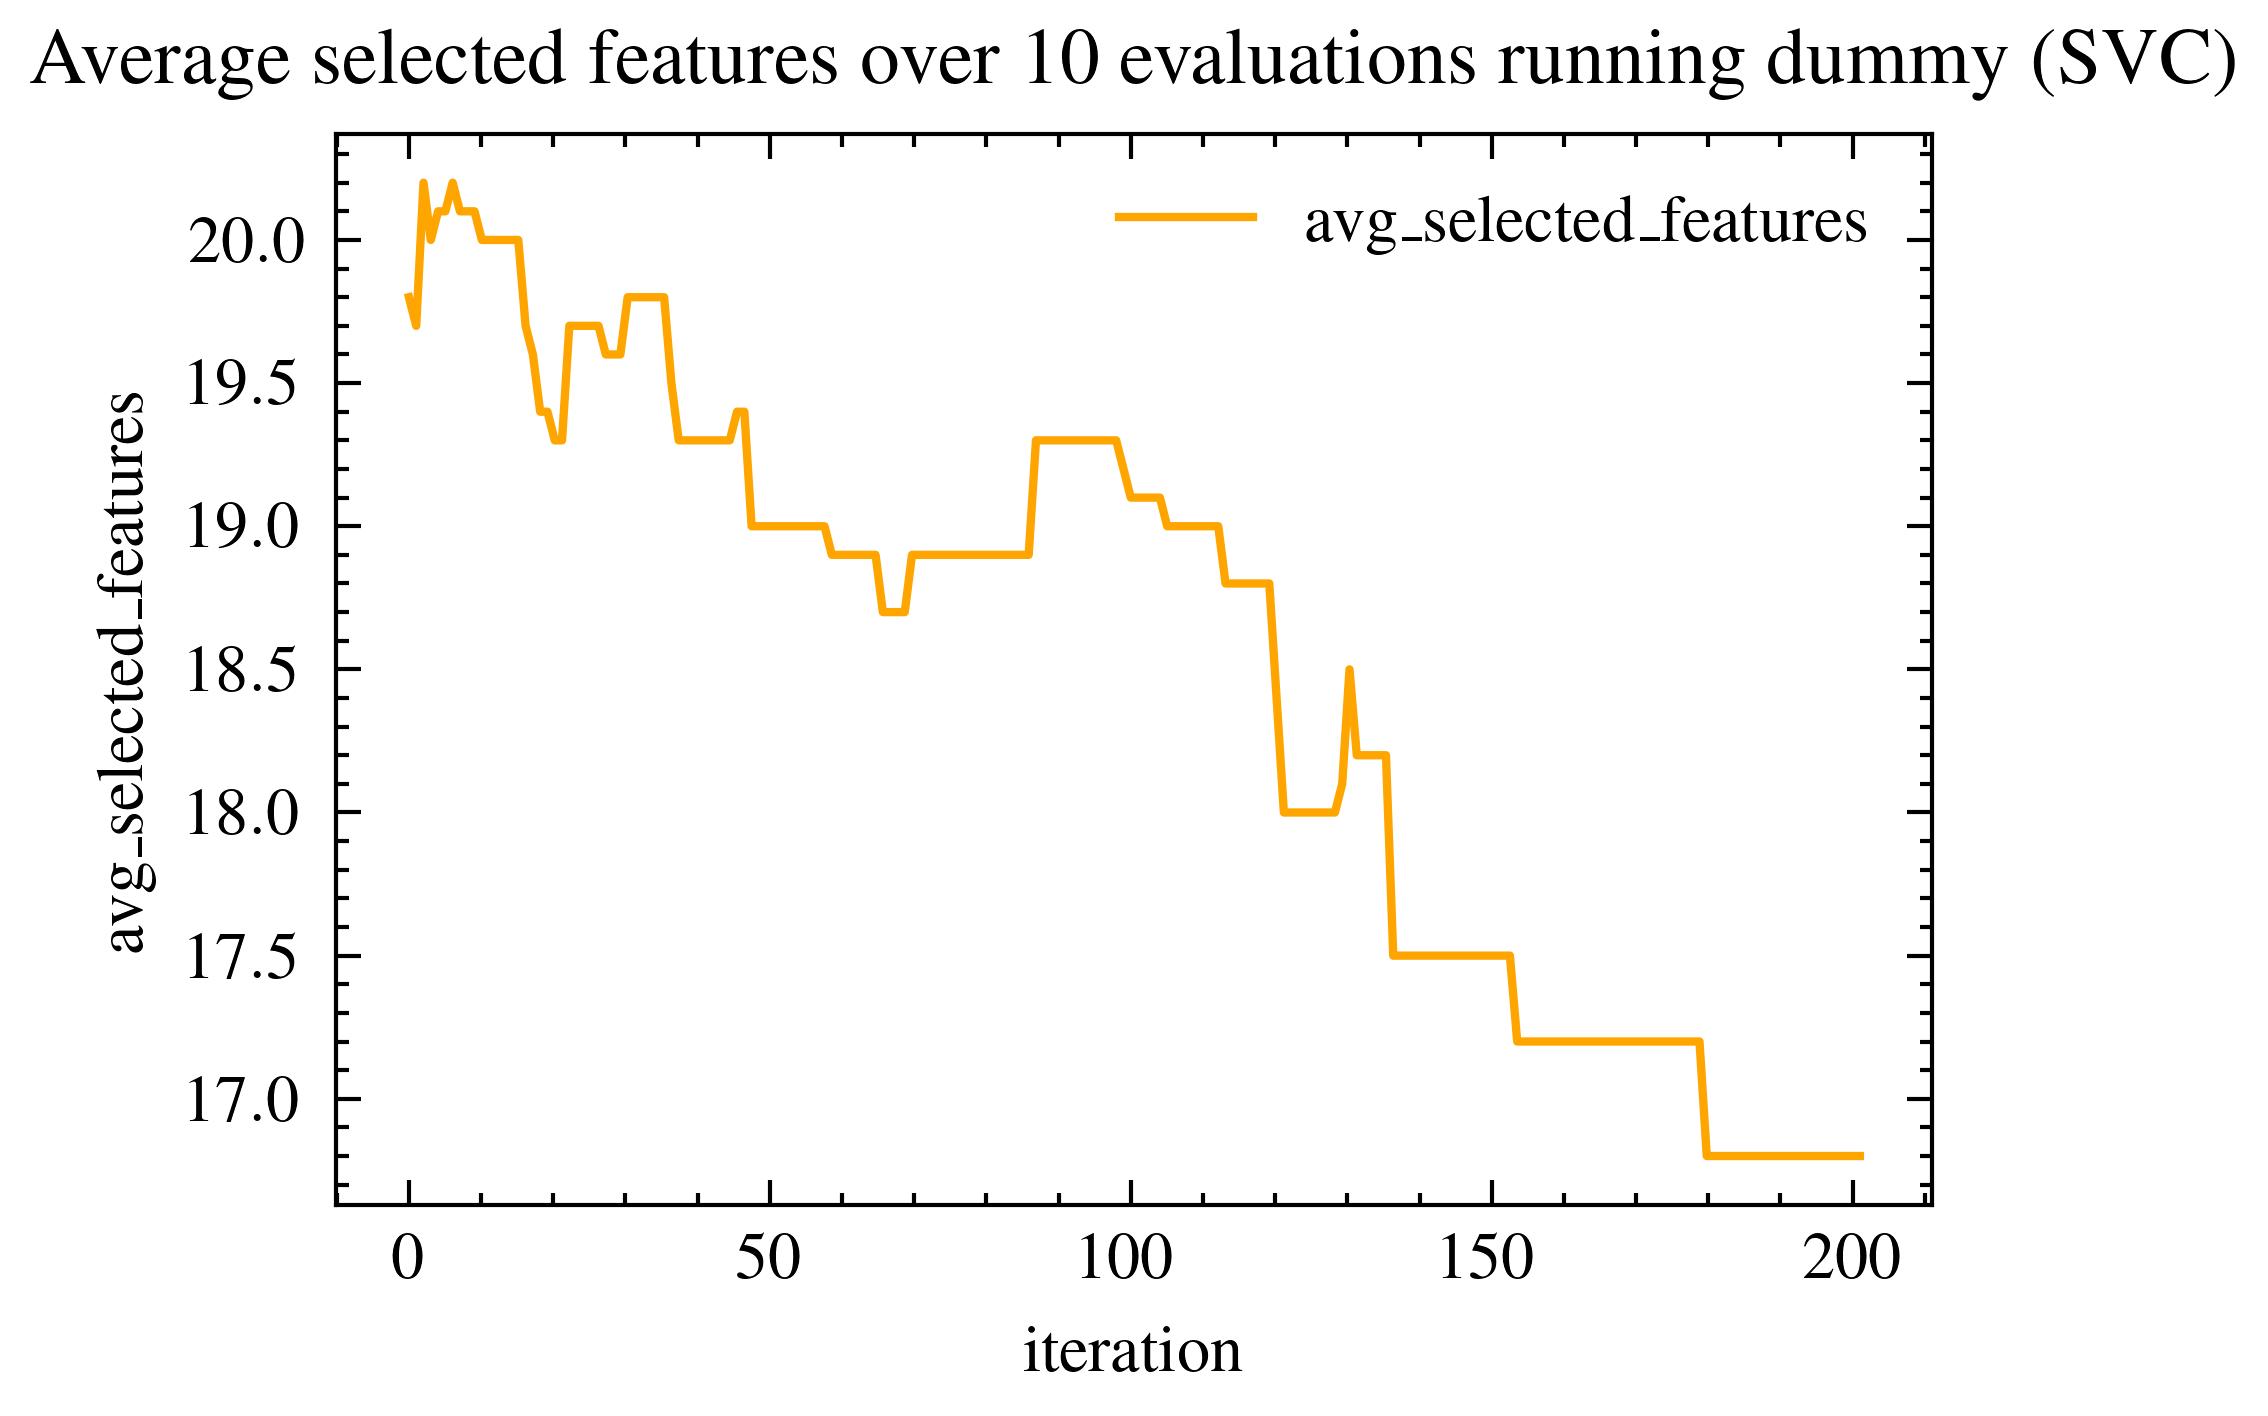 Average selected features over 10 evaluations running dummy (SVC)
avg_selected_features
20.0
19.5
19.0
18.5
18.0
17.5
17.0
avg_selected_features
0 50 100 150 200
iteration